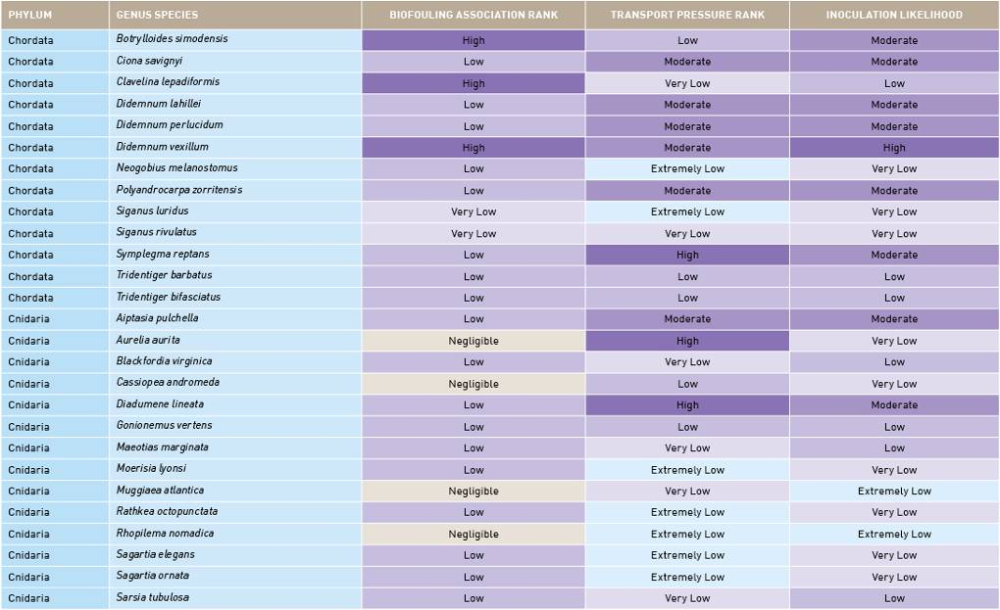 PHYLUM GENUS SPECIES BIOFOULING ASSOCIATION RANK TRANSPORT PRESSURE RANK INOCULATION LIKELIHOOD
Chordata Botrylloides simodensis High Low Moderate
Chordata Ciona savignyi Low Moderate Moderate
Chordata Clavelina lepadiformis High Very Low Low
Chordata Didemnum lahillei Low Moderate Moderate
Chordata Didemnum perlucidum Low Moderate Moderate
Chordata Didemnum vexillum High Moderate High
Chordata Neogobius melanostomus Low Extremely Low Very Low
Chordata Polyandrocarpa zorritensis Low Moderate Moderate
Chordata Siganus luridus Very Low Extremely Low Very Low
Chordata Siganus rivulatus Very Low Very Low Very Low
Chordata Symplegma reptans Low High Moderate
Chordata Tridentiger barbatus Low Low Low
Chordata Tridentiger bifasciatus Low Low Low
Cnidaria Aiptasia pulchella Low Moderate Moderate
Cnidaria Aurelia aurita Negligible High Very Low
Cnidaria Blackfordia virginica Low Very Low Low
Cnidaria Cassiopea andromeda Negligible Low Very Low
Cnidaria Diadumene lineata Low High Moderate
Cnidaria Gonionemus vertens Low Low Low
Cnidaria Maeotias marginata Low Very Low Low
Cnidaria Moerisia lyonsi Low Extremely Low Very Low
Cnidaria Muggiaea atlantica Negligible Very Low Extremely Low
Cnidaria Rathkea octopunctata Low Extremely Low Very Low
Cnidaria Rhopilema nomadica Negligible Extremely Low Extremely Low
Cnidaria Sagartia elegans Low Extremely Low Very Low
Cnidaria Sagartia ornata Low Extremely Low Very Low
Cnidaria Sarsia tubulosa Low Very Low Low